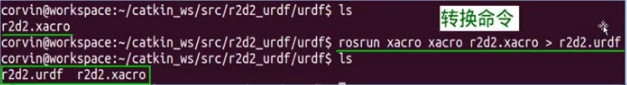 corvin@workspace:~/catkin_ws/src/r2d2_urdf/urdf$ ls
r2d2.xacro
转换命令
corvin@workspace:~/catkin_ws/src/r2d2_urdf/urdf$ rosrun xacro xacro r2d2.xacro > r2d2.urdf
corvin@workspace:~/catkin_ws/src/r2d2_urdf/urdf$ ls
r2d2.urdf  r2d2.xacro